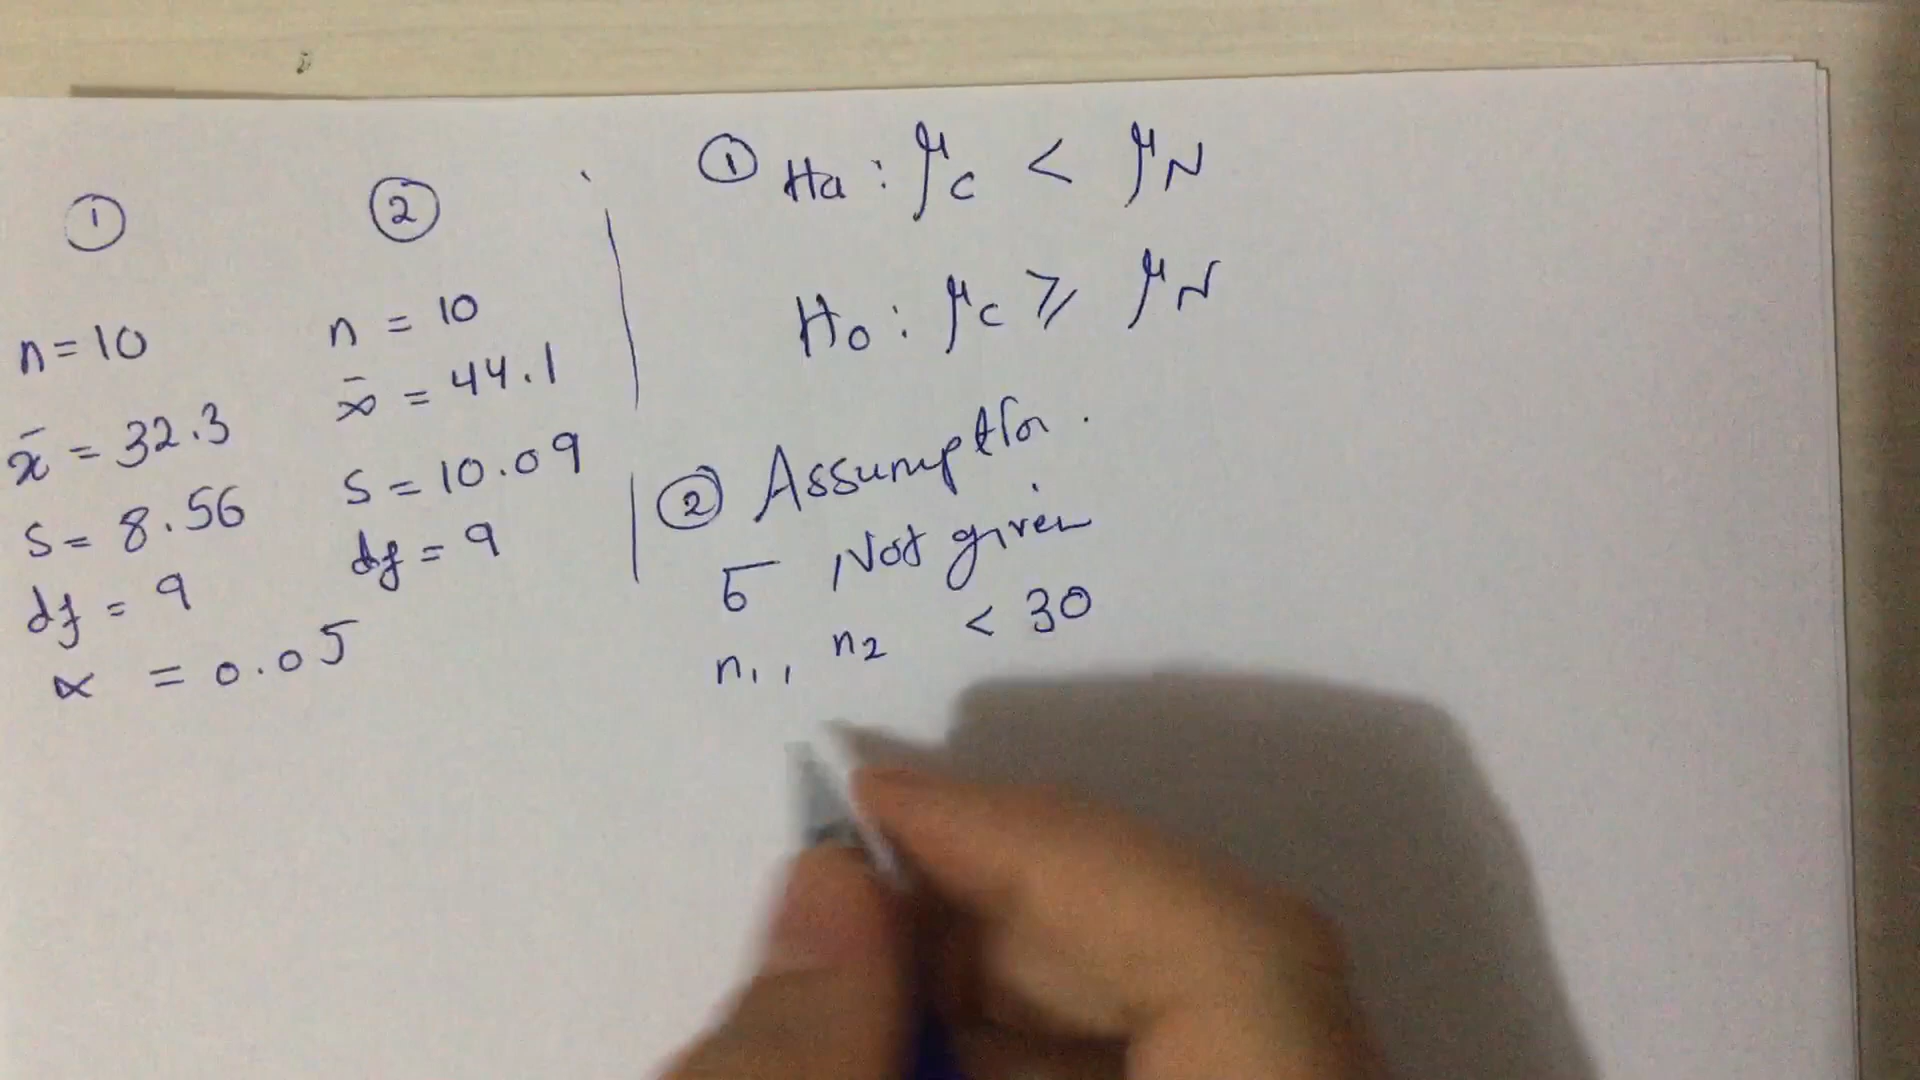 ①
n = 10
x̄ = 32.3
S = 8.56
df = 9
α = 0.05
②
n = 10
x̄ = 44.1
S = 10.09
df = 9
① Ha : μc < μN
Ho : μc ≥ μN
② Assumption.
σ Not given
n1, n2 < 30